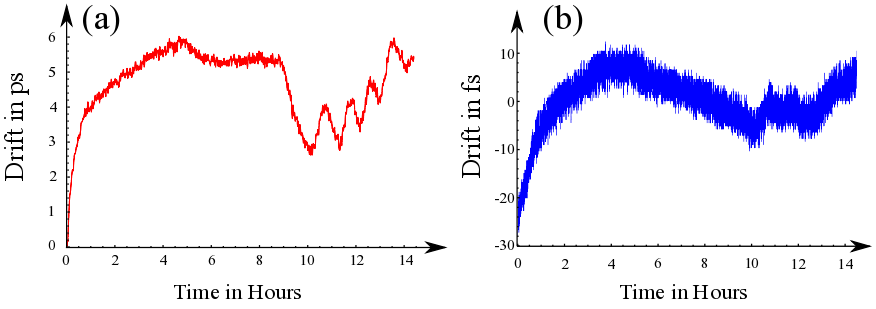 (a)
Drift in ps
6
5
4
3
2
1
0
0 2 4 6 8 10 12 14
Time in Hours
(b)
Drift in fs
10
0
-10
-20
-30
0 2 4 6 8 10 12 14
Time in Hours